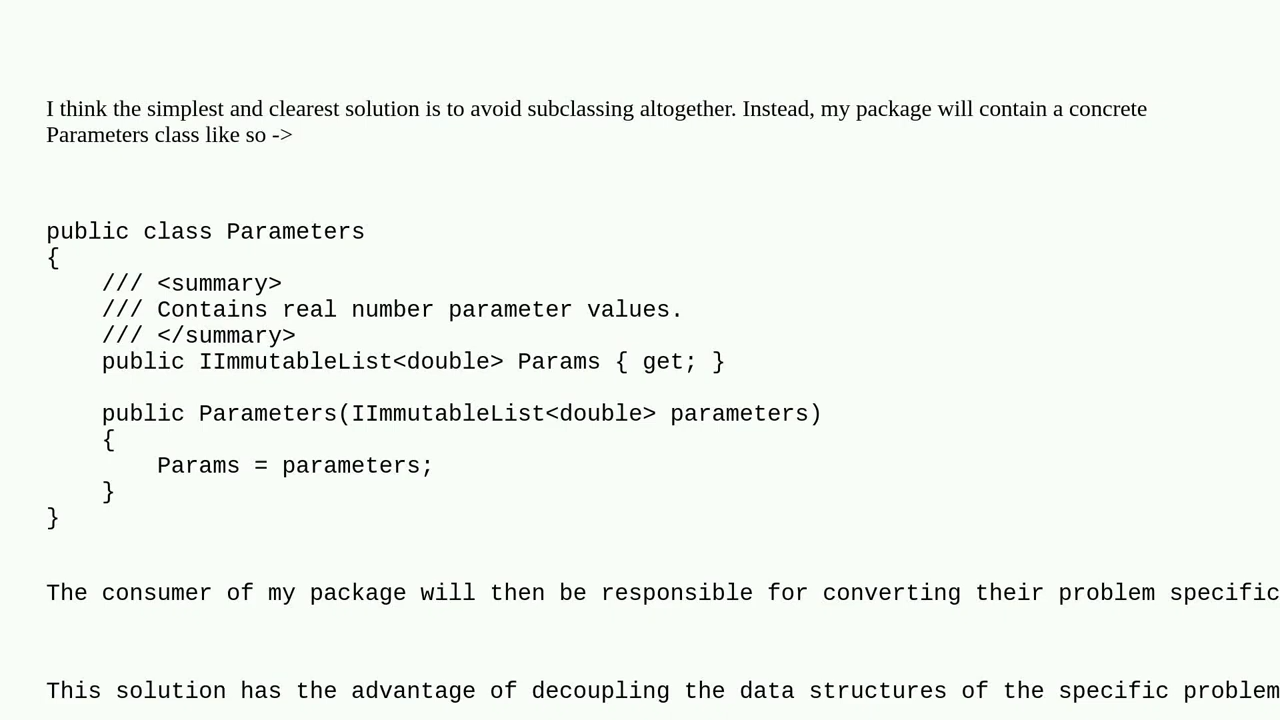 I think the simplest and clearest solution is to avoid subclassing altogether. Instead, my package will contain a concrete
Parameters class like so ->
public class Parameters
{
    /// <summary>
    /// Contains real number parameter values.
    /// </summary>
    public IImmutableList<double> Params { get; }

    public Parameters(IImmutableList<double> parameters)
    {
        Params = parameters;
    }
}
The consumer of my package will then be responsible for converting their problem specific
This solution has the advantage of decoupling the data structures of the specific problem